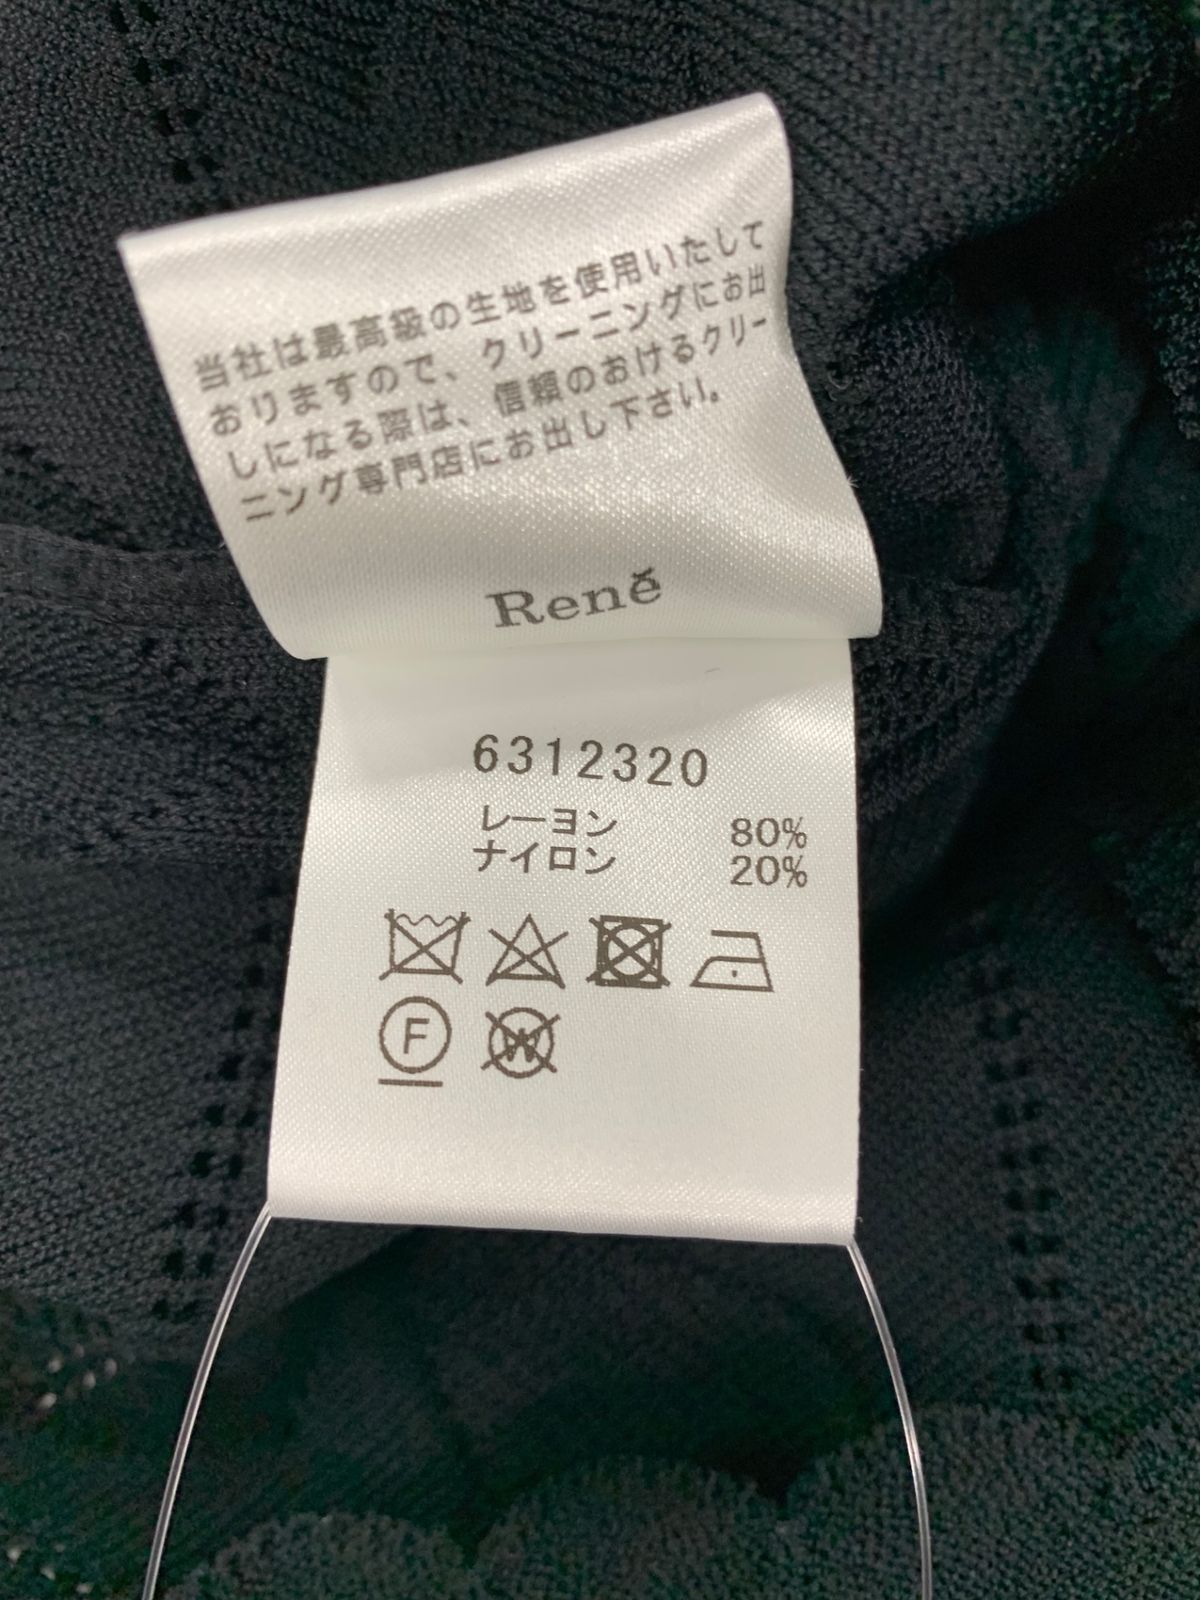 当社は最高級の生地を使用いたして
おりますので、クリーニングにお出
しになる際は、信頼のおけるクリー
ニング専門店にお出し下さい。
Renĕ
6312320
レーヨン 80%
ナイロン 20%
F W